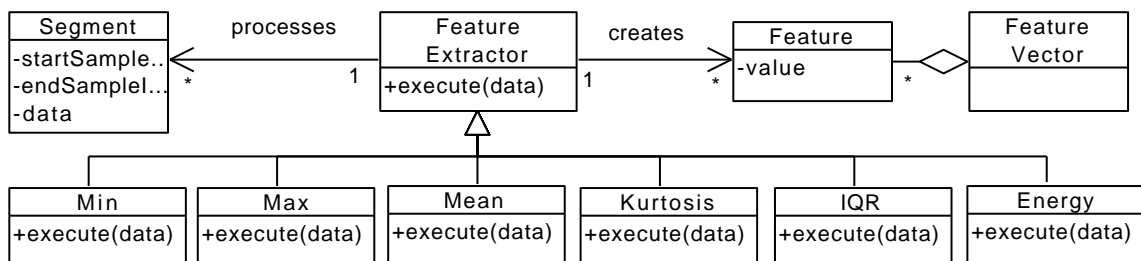 Segment
-startSample..
-endSampleI...
-data
processes
1
*
Feature
Extractor
+execute(data)
creates
1
*
Feature
-value
*
Feature
Vector
Min
+execute(data)
Max
+execute(data)
Mean
+execute(data)
Kurtosis
+execute(data)
IQR
+execute(data)
Energy
+execute(data)